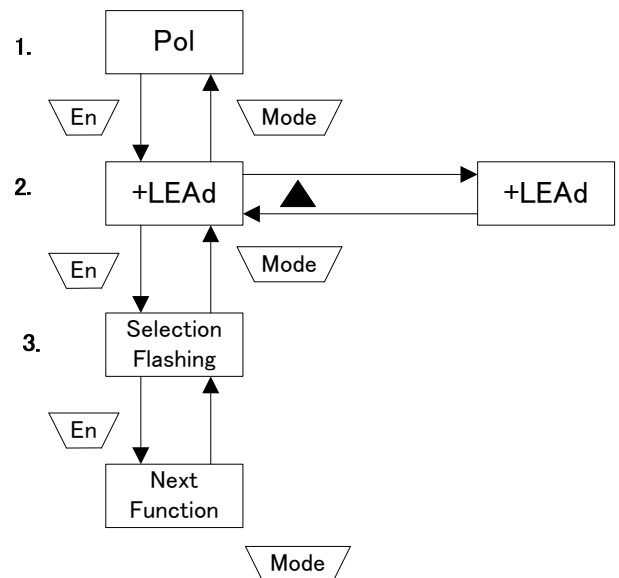 1.
Pol
En
Mode
2.
+LEAd
+LEAd
En
Mode
3.
Selection
Flashing
En
Next
Function
Mode